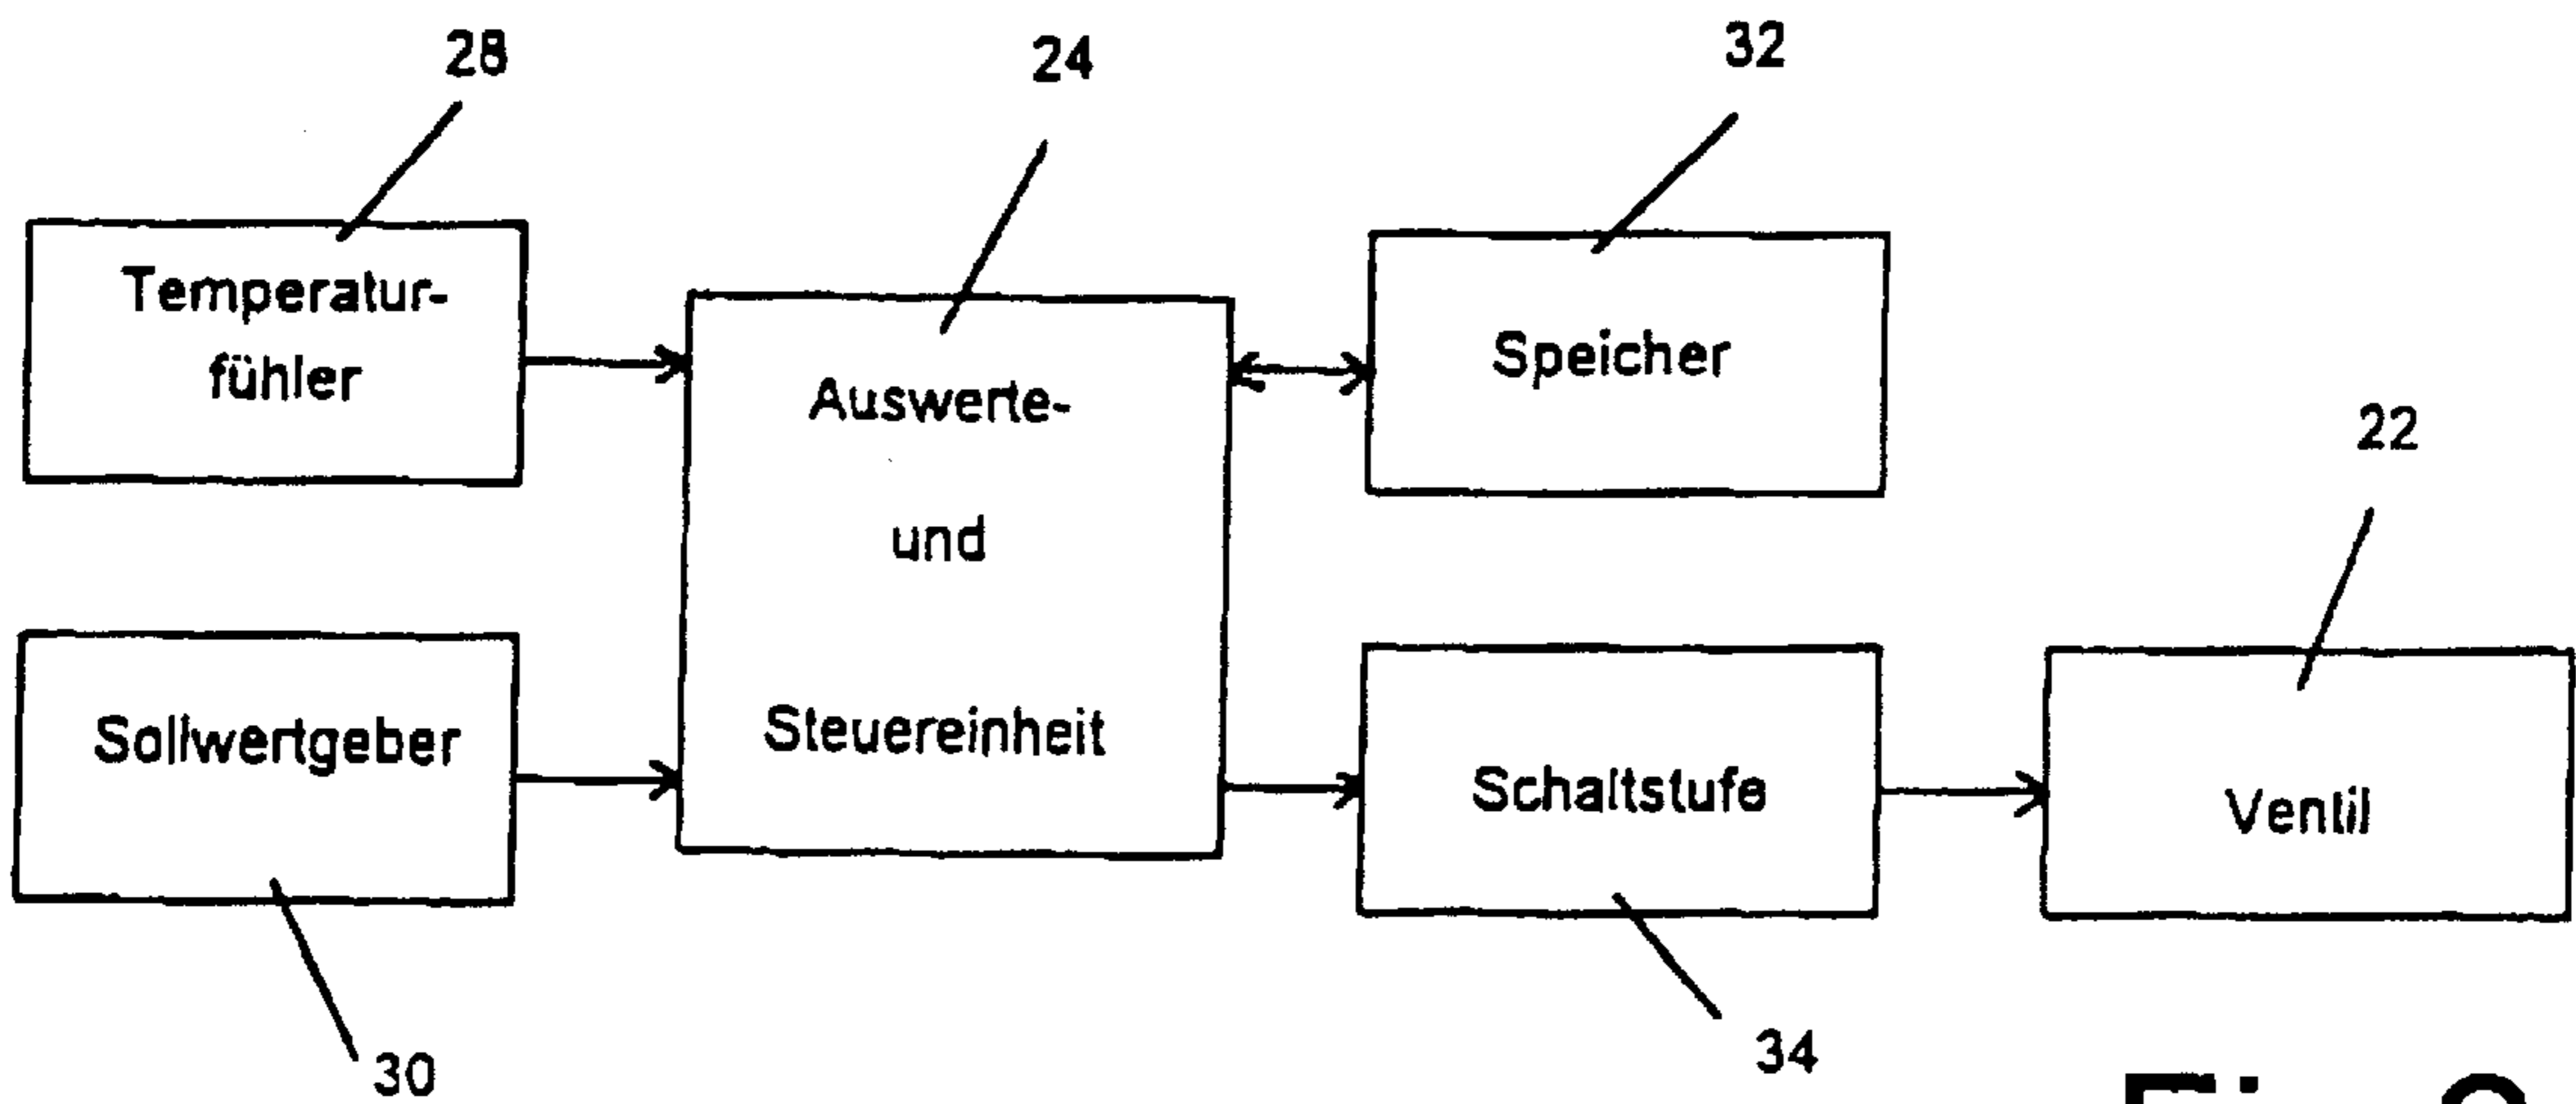 28
24
32
Temperatur-
fühler
Auswerte-
und
Steuereinheit
Speicher
22
Sollwertgeber
Schaltstufe
Ventil
30
34